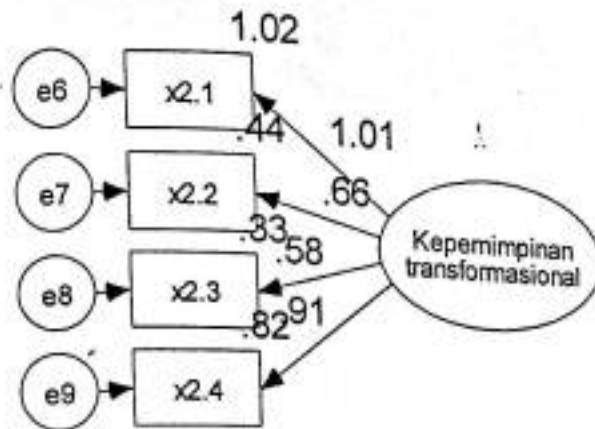 1.02
e6
x2.1
.44
1.01
e7
x2.2
.66
.33
.58
Kepemimpinan
transformasional
e8
x2.3
.82
.91
e9
x2.4